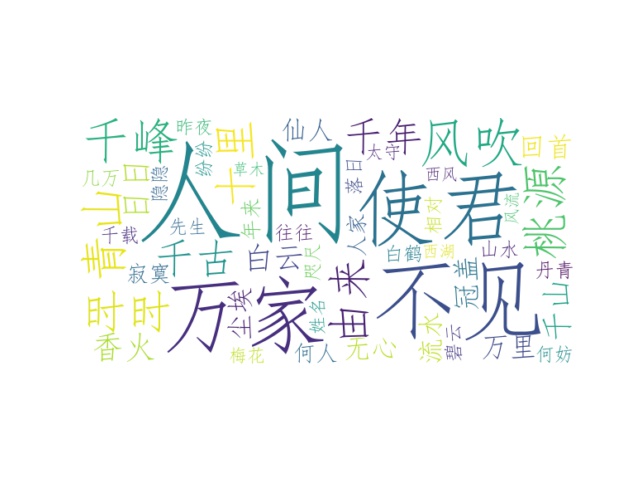 千峰
昨夜
纷纷
十里
仙人
千年
太守
风吹
回首
几万
隐隐
草木
人间
落日
西风
使君
风流
桃源
青山
日日
千载
先生
年来
往往
人家
相对
千古
白云
咫尺
白鹤
西湖
山水
丹青
寂寞
尘埃
万家
姓名
由来
不见
冠盖
千山
时时
香火
梅花
何人
无心
流水
碧云
万里
何妨